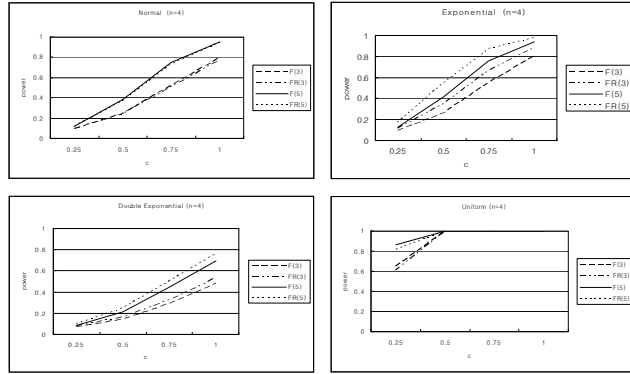 Normal (n=4)
1
0.8
0.6
0.4
0.2
0
power
0.25 0.5 0.75 1
c
F(3)
FR(3)
F(5)
FR(5)
Exponential (n=4)
1
0.8
0.6
0.4
0.2
0
power
0.25 0.5 0.75 1
c
F(3)
FR(3)
F(5)
FR(5)
Double Exponential (n=4)
1
0.8
0.6
0.4
0.2
0
power
0.25 0.5 0.75 1
c
F(3)
FR(3)
F(5)
FR(5)
Uniform (n=4)
1
0.8
0.6
0.4
0.2
0
power
0.25 0.5 0.75 1
c
F(3)
FR(3)
F(5)
FR(5)